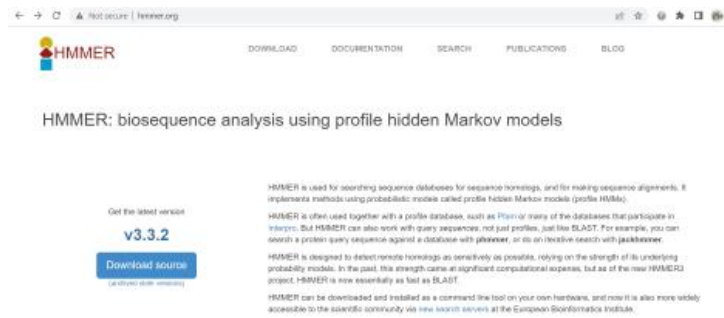 Not secure | hmmer.org
HMMER
DOWNLOAD DOCUMENTATION SEARCH PUBLICATIONS BLOG
HMMER: biosequence analysis using profile hidden Markov models
Get the latest version
v3.3.2
Download source
(archived older versions)
HMMER is used for searching sequence databases for sequence homologs, and for making sequence alignments. It
implements methods using probabilistic models called profile hidden Markov models (profile HMMs).
HMMER is often used together with a profile database, such as Pfam or many of the databases that participate in
Interpro. But HMMER can also work with query sequences, not just profiles, just like BLAST. For example, you can
search a protein query sequence against a database with phmmer, or do an iterative search with jackhmmer.
HMMER is designed to detect remote homologs as sensitively as possible, relying on the strength of its underlying
probability models. In the past, this strength came at significant computational expense, but as of the new HMMER3
project, HMMER is now essentially as fast as BLAST.
HMMER can be downloaded and installed as a command line tool on your own hardware, and now it is also more widely
accessible to the scientific community via new search servers at the European Bioinformatics Institute.